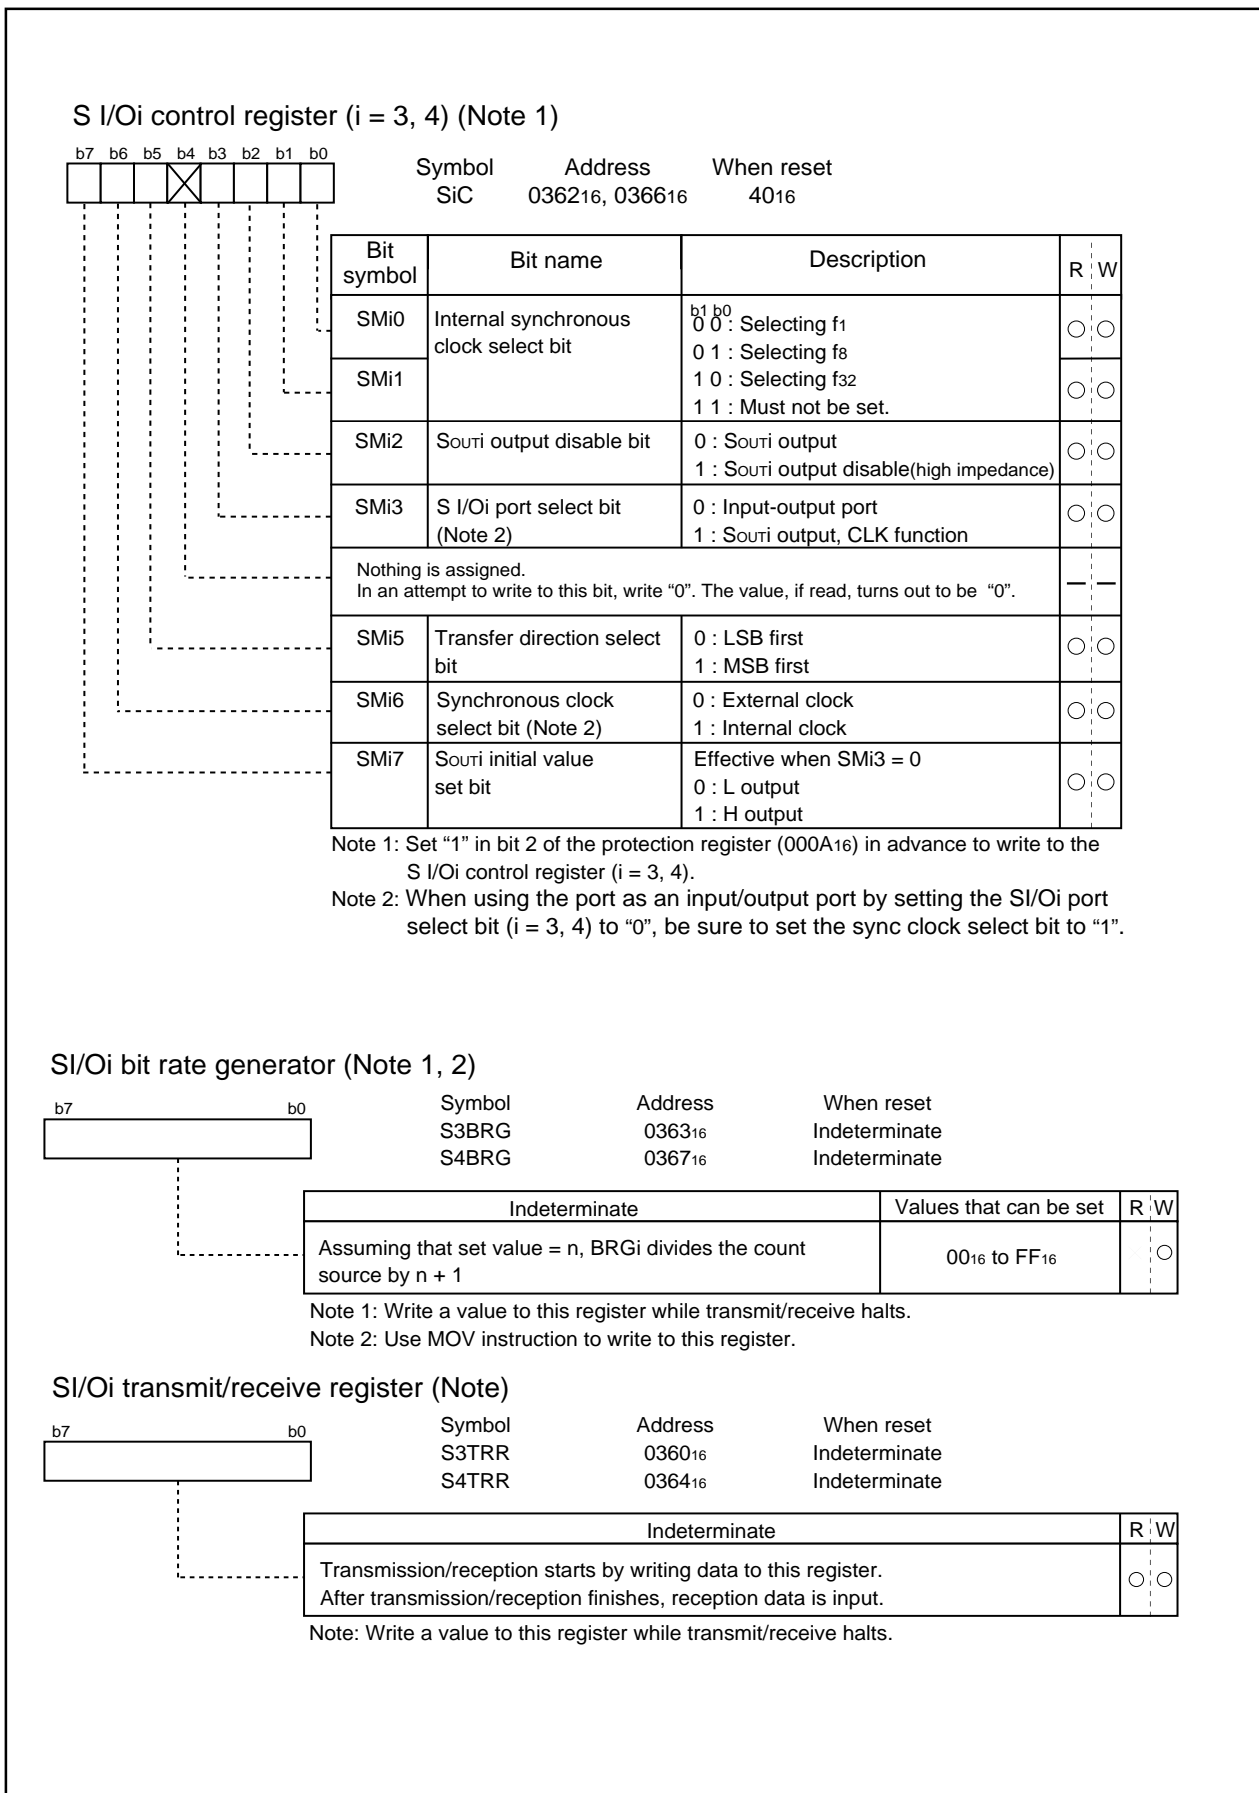 S I/Oi control register (i = 3, 4) (Note 1)
b7 b6 b5 b4 b3 b2 b1 b0
Symbol Address When reset
SiC 036216, 036616 4016
Bit symbol Bit name Description R W
SMi0 Internal synchronous clock select bit
b1 b0
0 0 : Selecting f1
0 1 : Selecting f8
SMi1 1 0 : Selecting f32
1 1 : Must not be set.
SMi2 SOUTi output disable bit 0 : SOUTi output
1 : SOUTi output disable(high impedance)
SMi3 S I/Oi port select bit 0 : Input-output port
(Note 2) 1 : SOUTi output, CLK function
Nothing is assigned.
In an attempt to write to this bit, write “0”. The value, if read, turns out to be “0”.
SMi5 Transfer direction select 0 : LSB first
bit 1 : MSB first
SMi6 Synchronous clock 0 : External clock
select bit (Note 2) 1 : Internal clock
SMi7 SOUTi initial value Effective when SMi3 = 0
set bit 0 : L output
1 : H output
Note 1: Set “1” in bit 2 of the protection register (000A16) in advance to write to the
S I/Oi control register (i = 3, 4).
Note 2: When using the port as an input/output port by setting the SI/Oi port
select bit (i = 3, 4) to “0”, be sure to set the sync clock select bit to “1”.
SI/Oi bit rate generator (Note 1, 2)
b7 b0
Symbol Address When reset
S3BRG 036316 Indeterminate
S4BRG 036716 Indeterminate
Indeterminate Values that can be set R W
Assuming that set value = n, BRGi divides the count
source by n + 1 0016 to FF16
Note 1: Write a value to this register while transmit/receive halts.
Note 2: Use MOV instruction to write to this register.
SI/Oi transmit/receive register (Note)
b7 b0
Symbol Address When reset
S3TRR 036016 Indeterminate
S4TRR 036416 Indeterminate
Indeterminate R W
Transmission/reception starts by writing data to this register.
After transmission/reception finishes, reception data is input.
Note: Write a value to this register while transmit/receive halts.